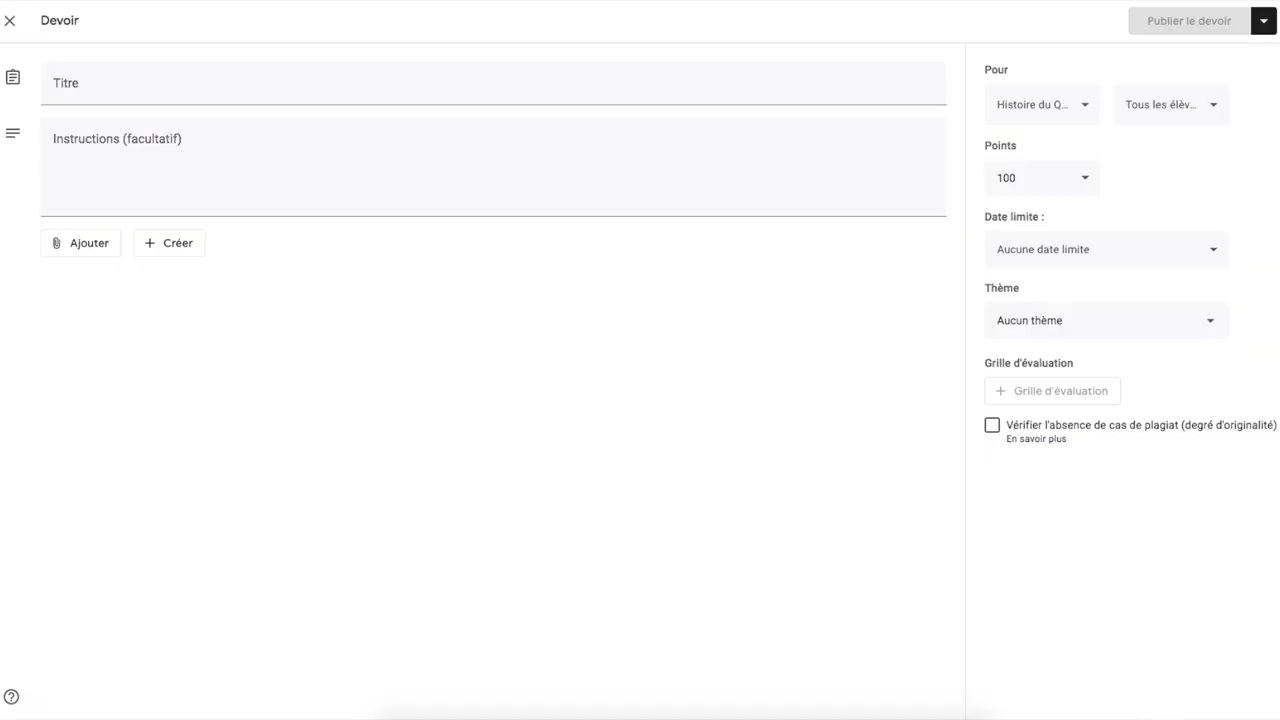 Devoir
Publier le devoir
Titre
Instructions (facultatif)
Ajouter
Créer
Pour
Histoire du Q...
Tous les élèv...
Points
100
Date limite :
Aucune date limite
Thème
Aucun thème
Grille d'évaluation
+ Grille d'évaluation
Vérifier l'absence de cas de plagiat (degré d'originalité)
En savoir plus